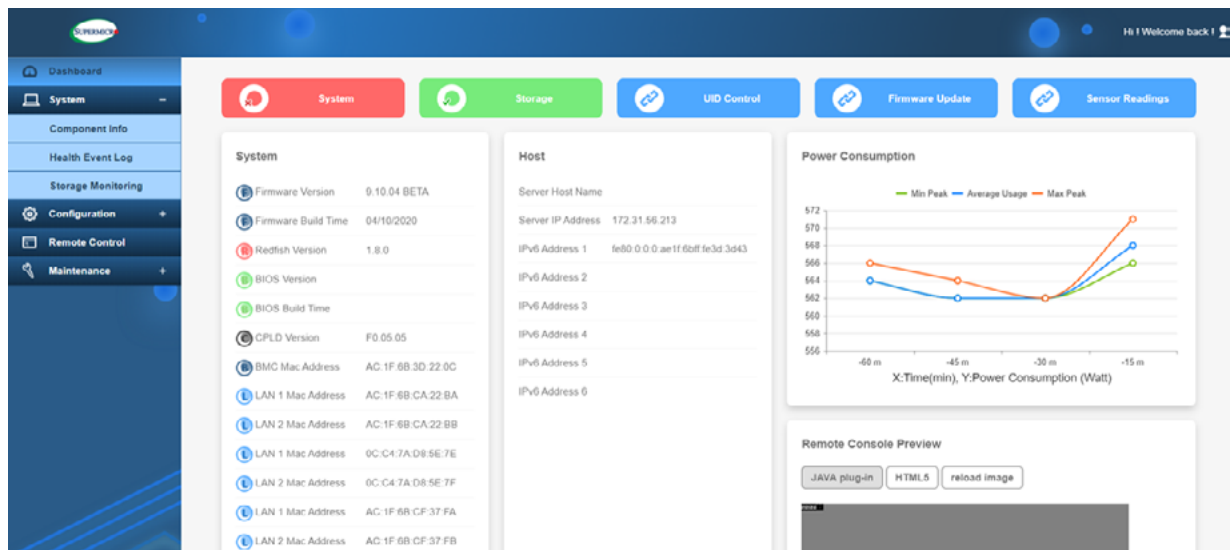 SUPERMICR
Hi ! Welcome back !
Dashboard
System −
Component Info
Health Event Log
Storage Monitoring
Configuration +
Remote Control
Maintenance +
System
Storage
UID Control
Firmware Update
Sensor Readings
System
Firmware Version 9.10.04 BETA
Firmware Build Time 04/10/2020
Redfish Version 1.8.0
BIOS Version
BIOS Build Time
CPLD Version F0.05.05
BMC Mac Address AC:1F:6B:3D:22:0C
LAN 1 Mac Address AC:1F:6B:CA:22:BA
LAN 2 Mac Address AC:1F:6B:CA:22:BB
LAN 1 Mac Address 0C:C4:7A:D8:5E:7E
LAN 2 Mac Address 0C:C4:7A:D8:5E:7F
LAN 1 Mac Address AC:1F:6B:CF:37:FA
LAN 2 Mac Address AC:1F:6B:CF:37:FB
Host
Server Host Name
Server IP Address 172.31.56.213
IPv6 Address 1 fe80:0:0:0:ae1f:6bff:fe3d:3d43
IPv6 Address 2
IPv6 Address 3
IPv6 Address 4
IPv6 Address 5
IPv6 Address 6
Power Consumption
Min Peak Average Usage Max Peak
572
570
568
566
564
562
560
558
556
-60 m -45 m -30 m -15 m
X:Time(min), Y:Power Consumption (Watt)
Remote Console Preview
JAVA plug-in HTML5 reload image